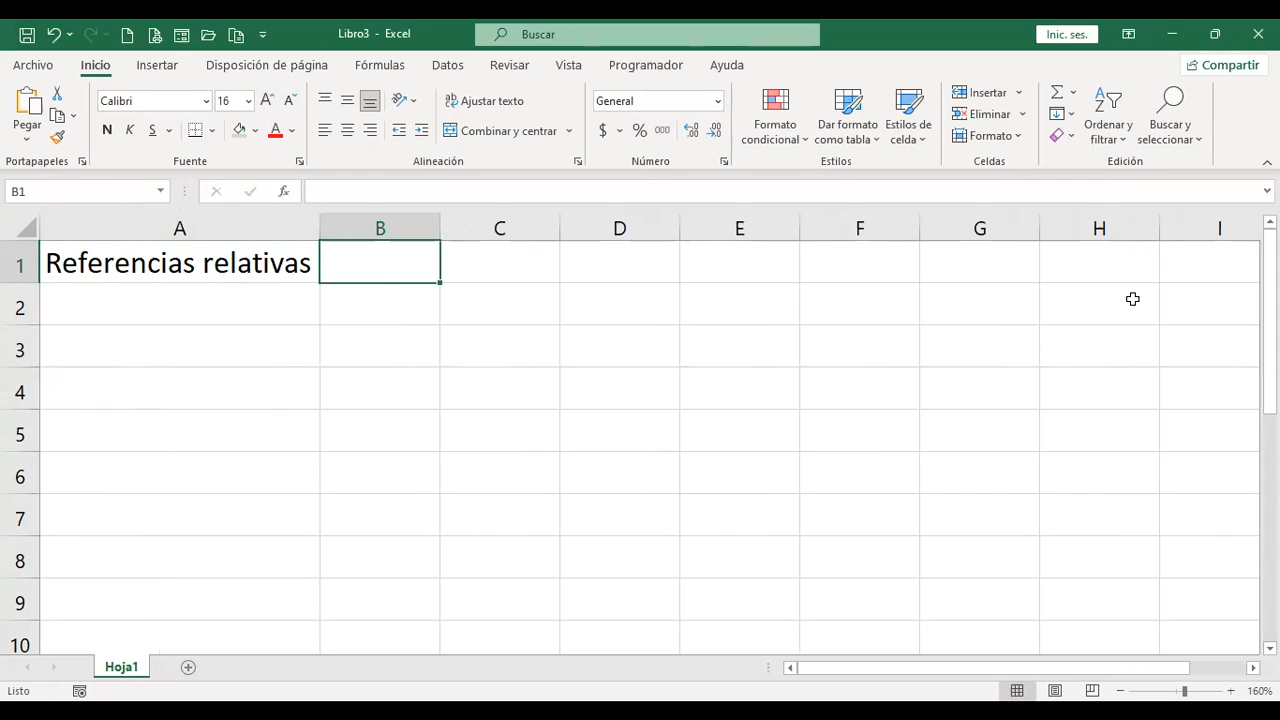 Libro3 - Excel
Buscar
Inic. ses.
Archivo Inicio Insertar Disposición de página Fórmulas Datos Revisar Vista Programador Ayuda
Compartir
Pegar
Portapapeles
Calibri 16
N K S
Fuente
Ajustar texto
Combinar y centrar
Alineación
General
$ % 000
Número
Formato
condicional
Dar formato
como tabla
Estilos de
celda
Estilos
Insertar
Eliminar
Formato
Celdas
Ordenar y
filtrar
Buscar y
seleccionar
Edición
B1
fx
A B C D E F G H I
1 Referencias relativas
2
3
4
5
6
7
8
9
10
Hoja1
Listo
160%